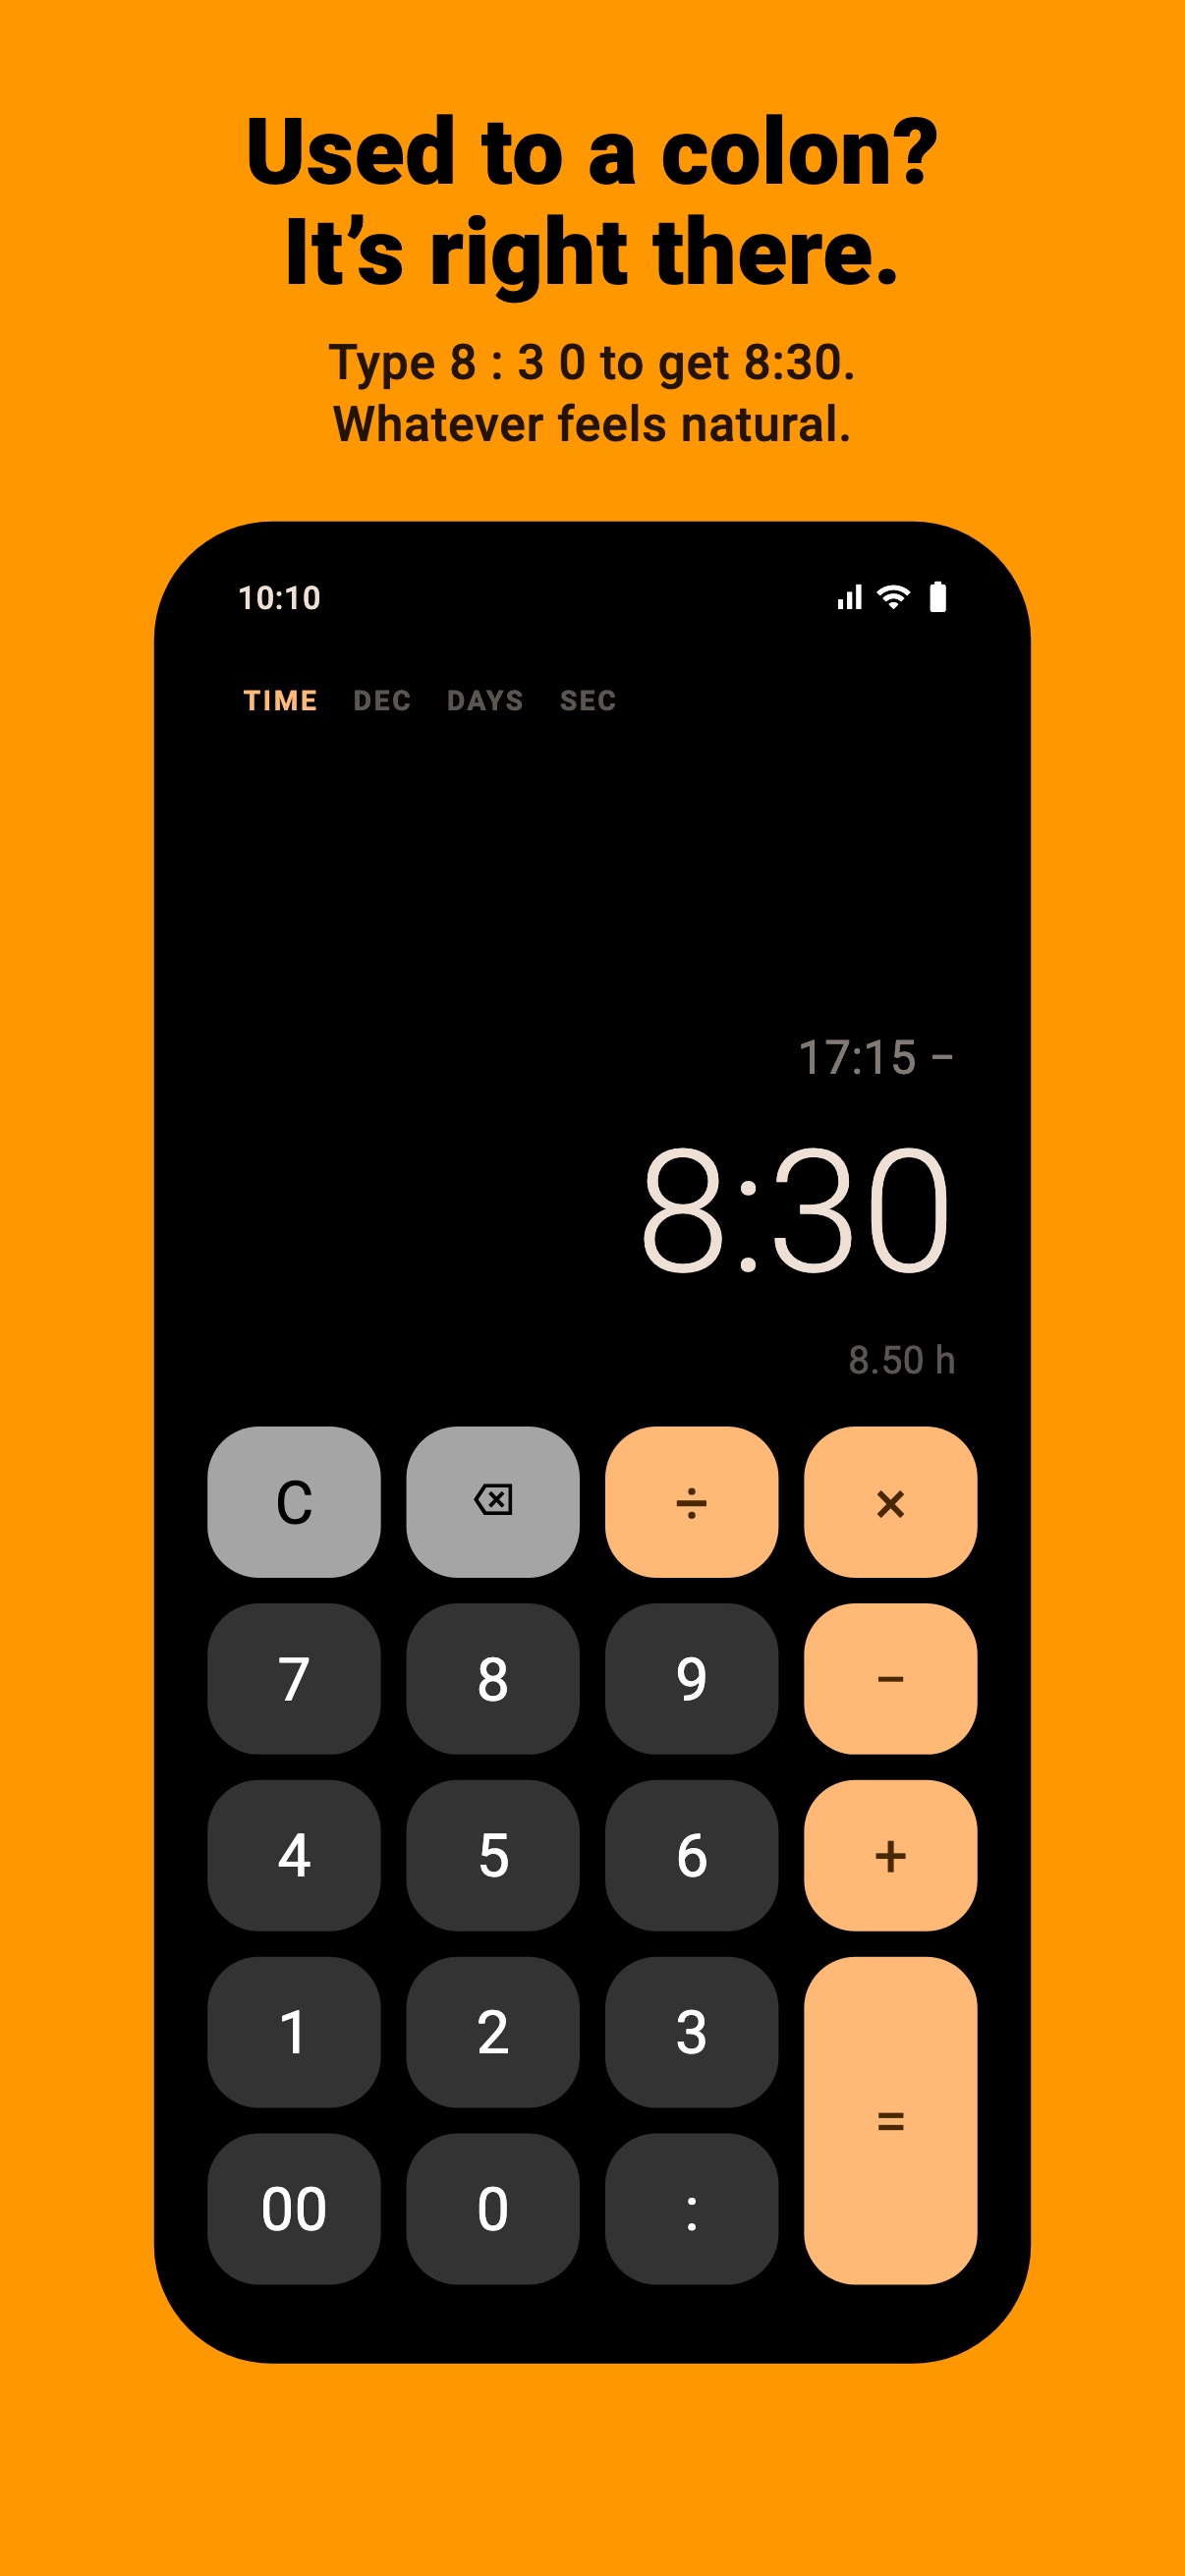 Used to a colon?
It’s right there.
Type 8 : 3 0 to get 8:30.
Whatever feels natural.
10:10
TIME DEC DAYS SEC
17:15 −
8:30
8.50 h
C ÷ ×
7 8 9 −
4 5 6 +
1 2 3
=
00 0 :